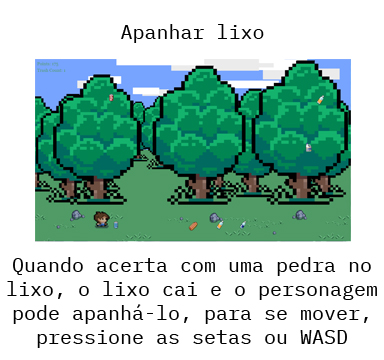 Apanhar lixo
Quando acerta com uma pedra no
lixo, o lixo cai e o personagem
pode apanhá-lo, para se mover,
pressione as setas ou WASD